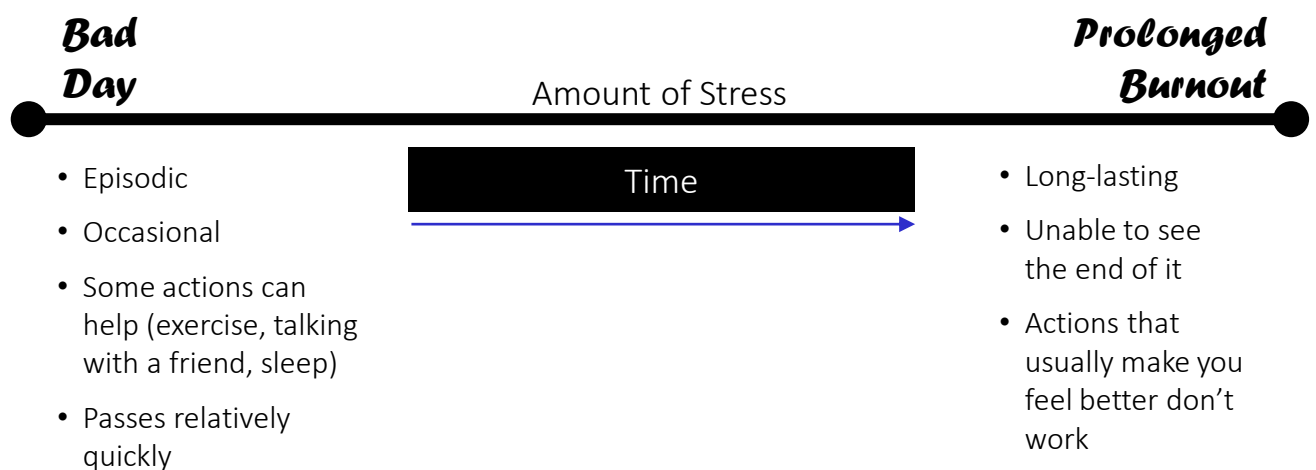 Bad
Day
Amount of Stress
Prolonged
Burnout
Time
• Episodic
• Occasional
• Some actions can
help (exercise, talking
with a friend, sleep)
• Passes relatively
quickly
• Long-lasting
• Unable to see
the end of it
• Actions that
usually make you
feel better don’t
work